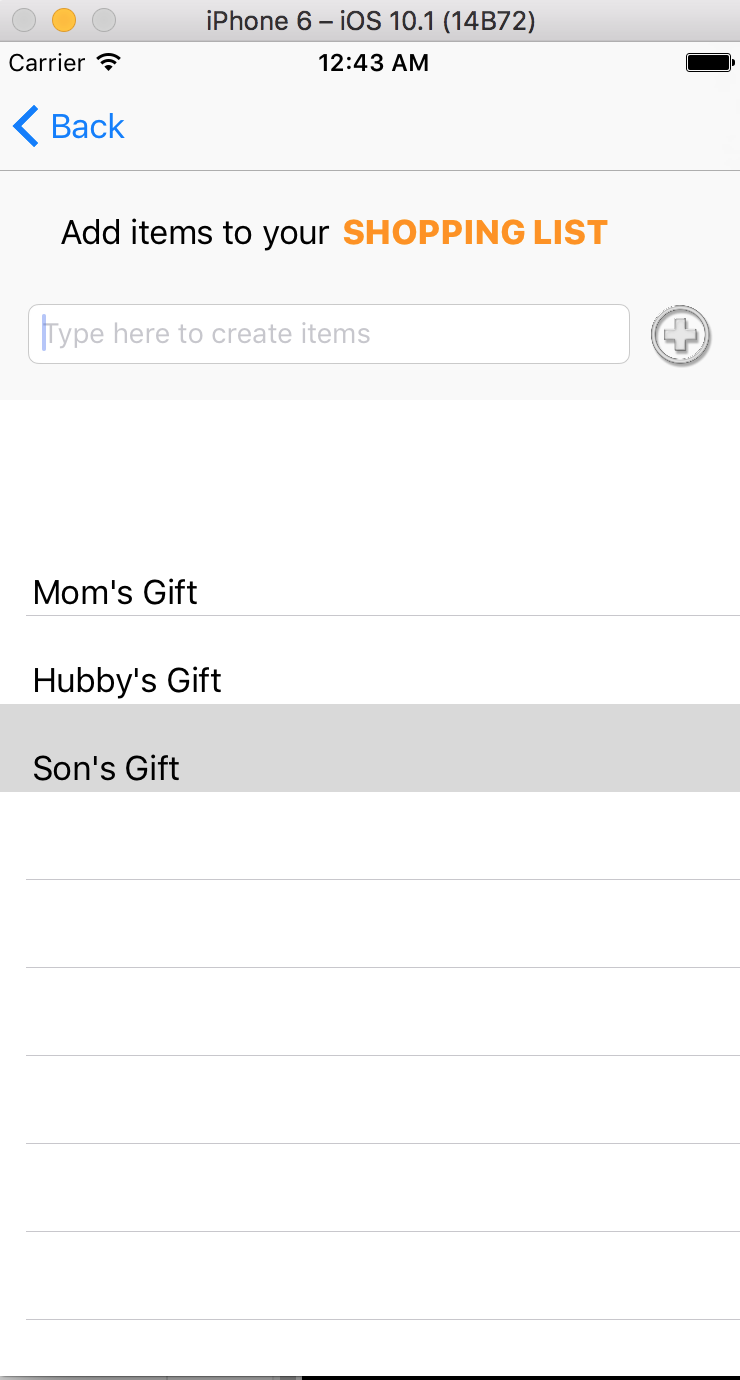 iPhone 6 – iOS 10.1 (14B72)
Carrier 12:43 AM
Back
Add items to your SHOPPING LIST
Type here to create items
Mom's Gift
Hubby's Gift
Son's Gift